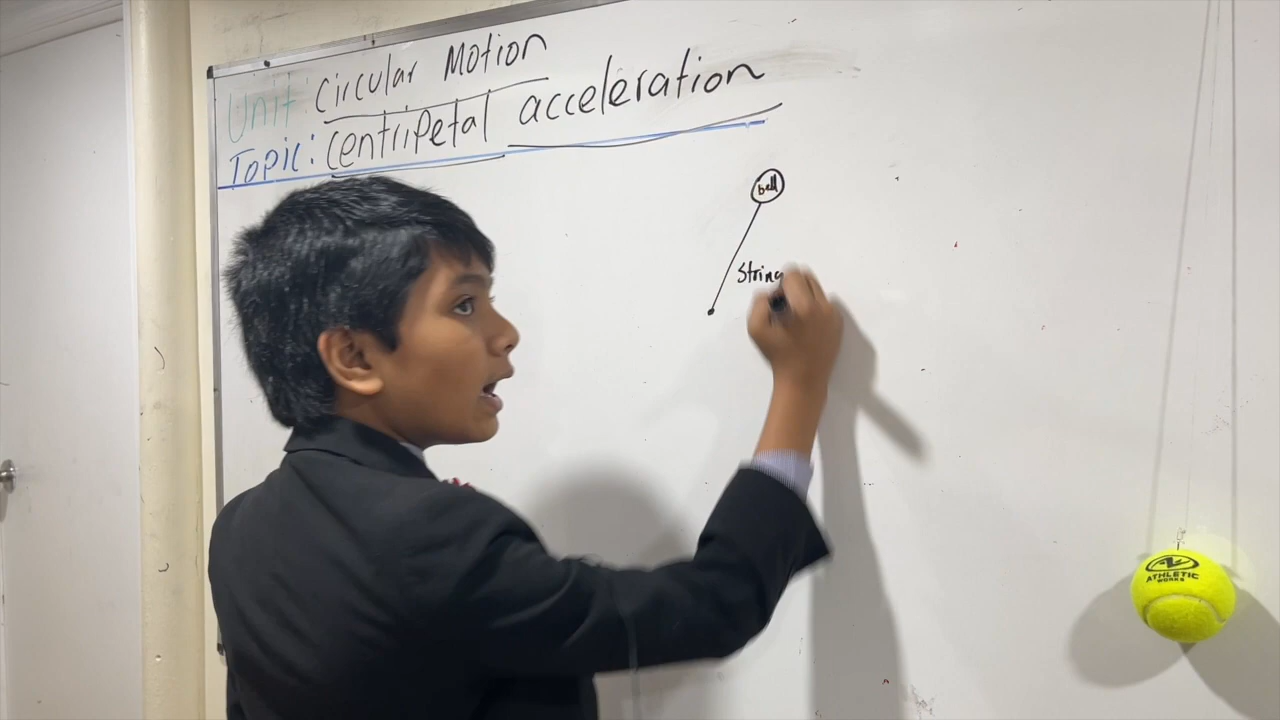 Unit: Circular Motion
Topic: centripetal acceleration
ball
String
ATHLETIC
WORKS